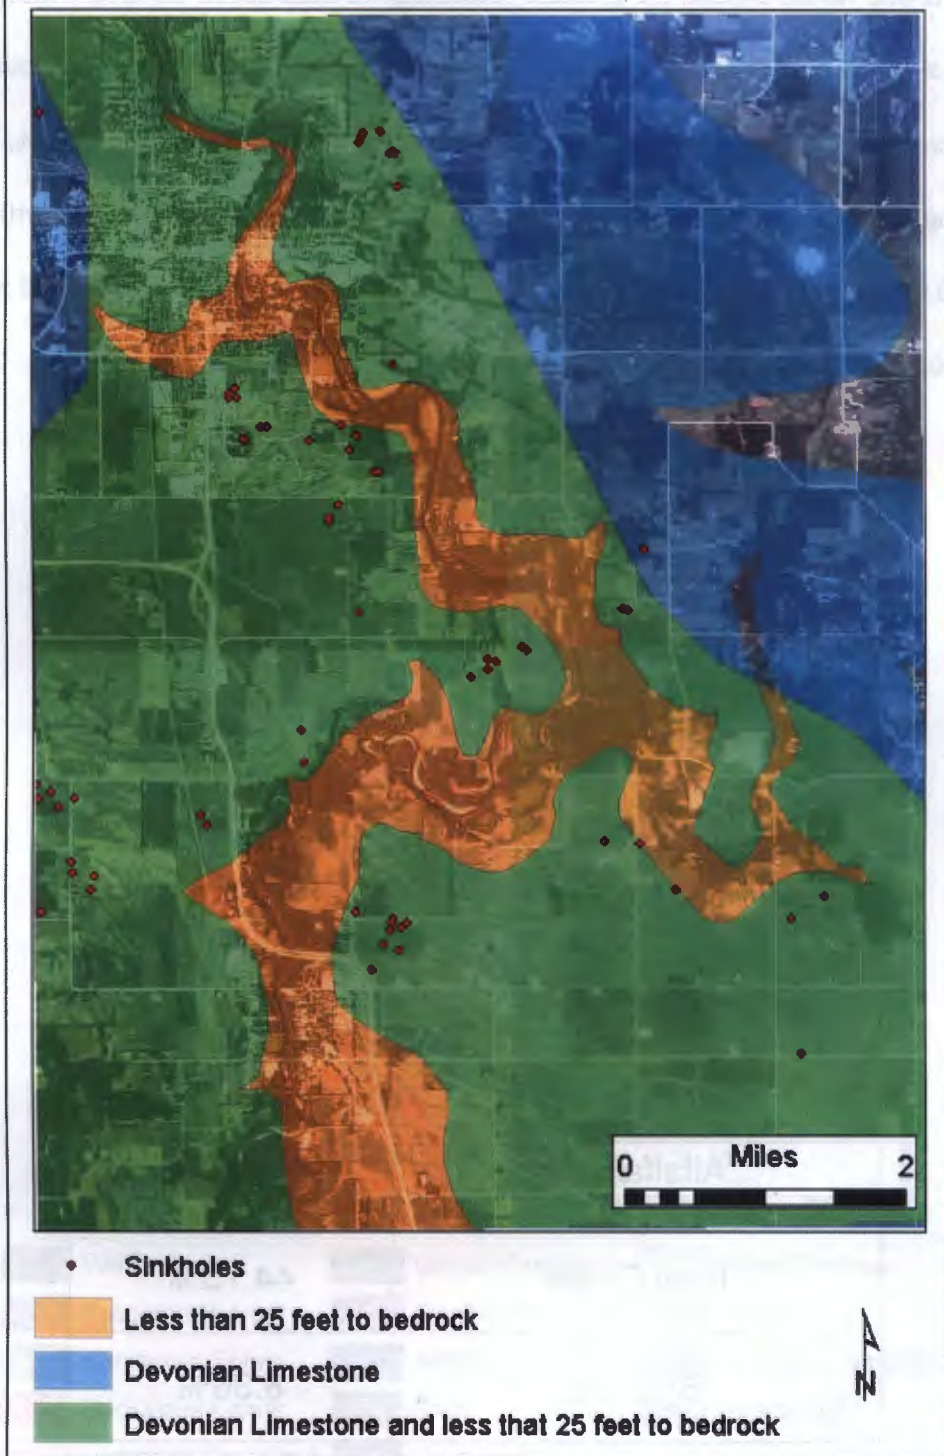 Miles
0 2
Sinkholes
Less than 25 feet to bedrock
Devonian Limestone
N
Devonian Limestone and less that 25 feet to bedrock